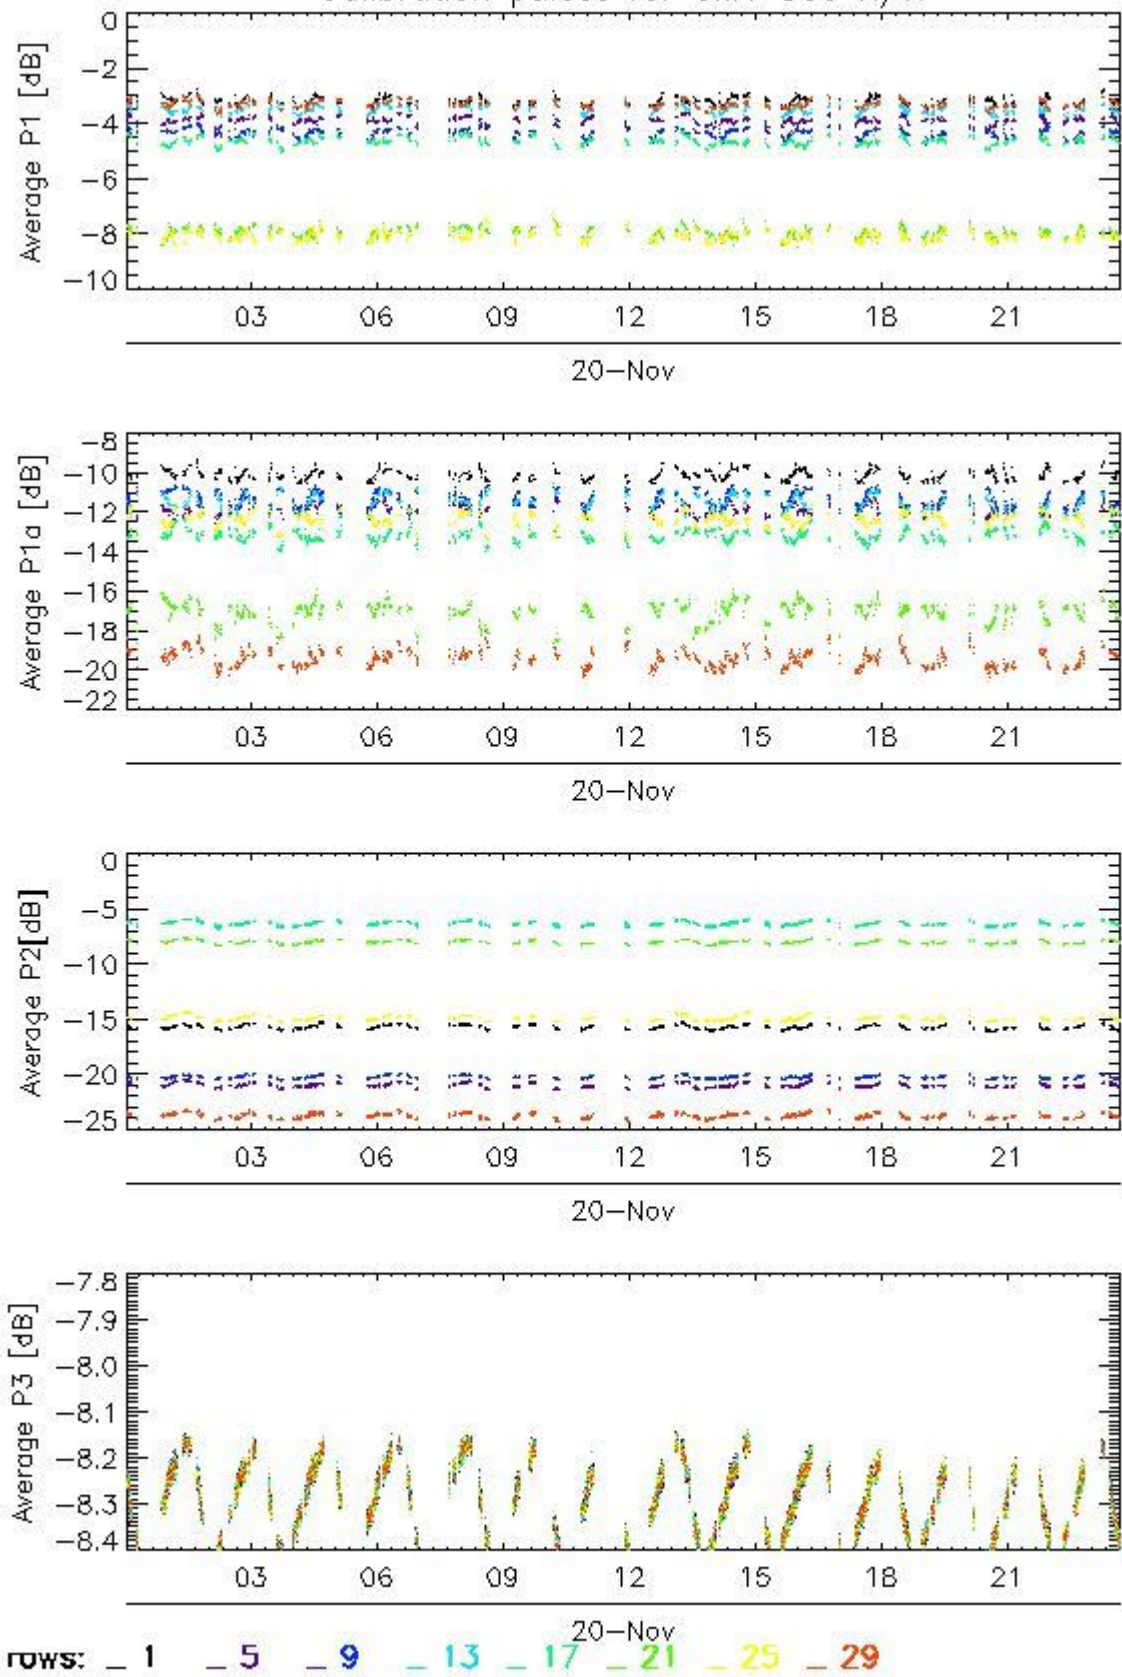 0
−2
−4
−6
−8
−10
Average P1 [dB]
03 06 09 12 15 18 21
20−Nov
−8
−10
−12
−14
−16
−18
−20
−22
Average P1a [dB]
03 06 09 12 15 18 21
20−Nov
0
−5
−10
−15
−20
−25
Average P2[dB]
03 06 09 12 15 18 21
20−Nov
−7.8
−7.9
−8.0
−8.1
−8.2
−8.3
−8.4
Average P3 [dB]
03 06 09 12 15 18 21
20−Nov
rows: _ 1 _ 5 _ 9 _ 13 _ 17 _ 21 _ 25 _ 29